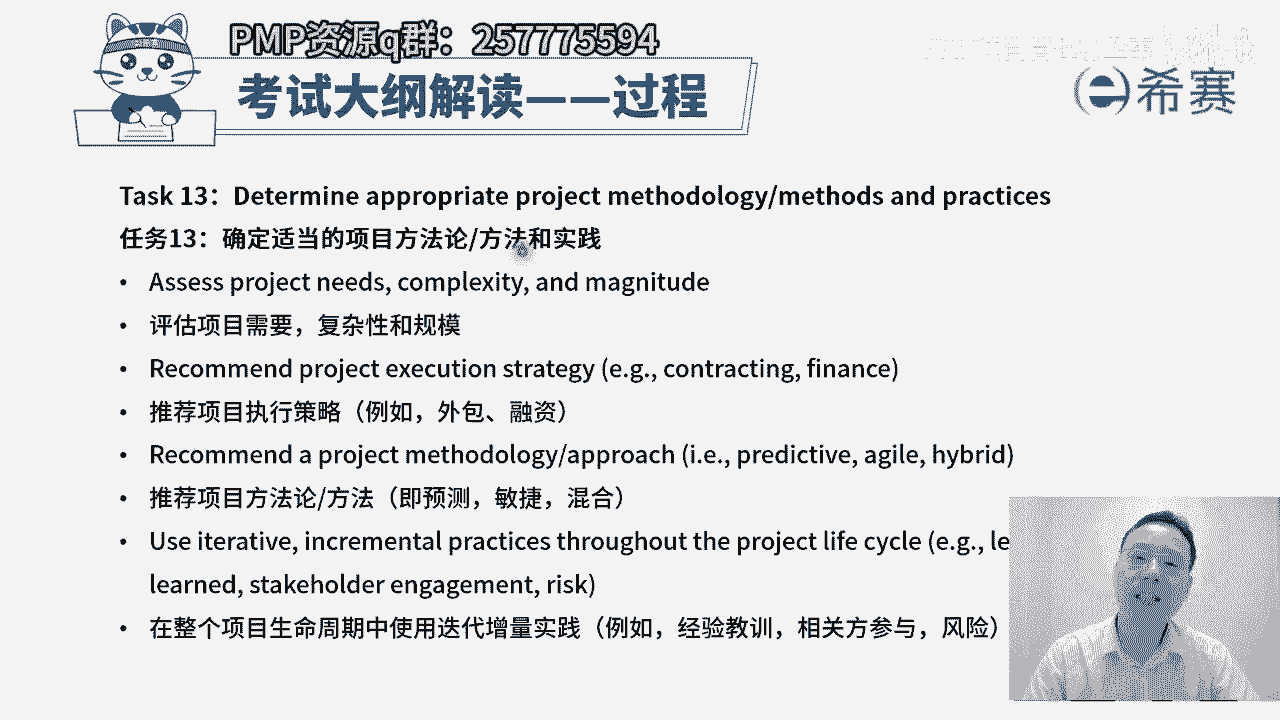 PMP资源q群：257775594
考试大纲解读——过程
希赛
Task 13：Determine appropriate project methodology/methods and practices
任务13：确定适当的项目方法论/方法和实践
• Assess project needs, complexity, and magnitude
• 评估项目需要，复杂性和规模
• Recommend project execution strategy (e.g., contracting, finance)
• 推荐项目执行策略（例如，外包、融资）
• Recommend a project methodology/approach (i.e., predictive, agile, hybrid)
• 推荐项目方法论/方法（即预测，敏捷，混合）
• Use iterative, incremental practices throughout the project life cycle (e.g.,
learned, stakeholder engagement, risk)
• 在整个项目生命周期中使用迭代增量实践（例如，经验教训，相关方参与，风险）